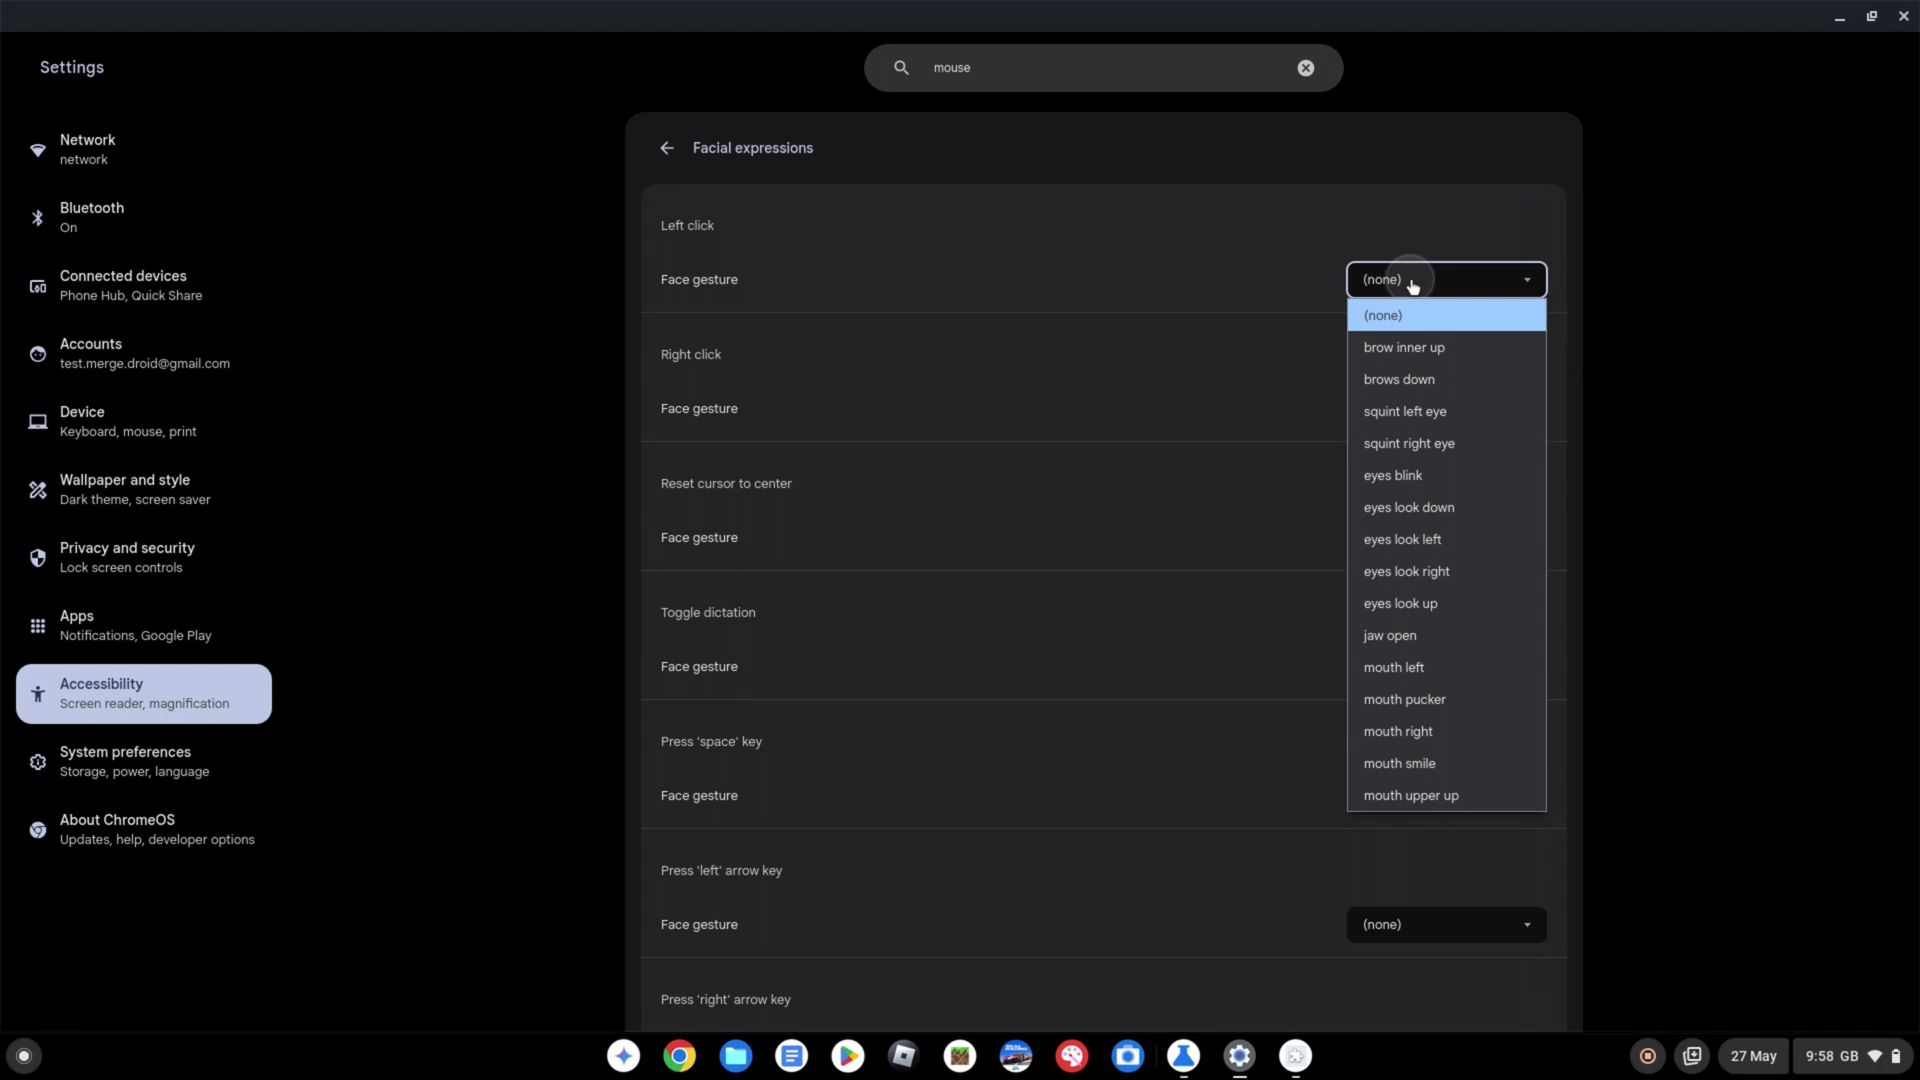 Settings
mouse
Network
network
Bluetooth
On
Connected devices
Phone Hub, Quick Share
Accounts
test.merge.droid@gmail.com
Device
Keyboard, mouse, print
Wallpaper and style
Dark theme, screen saver
Privacy and security
Lock screen controls
Apps
Notifications, Google Play
Accessibility
Screen reader, magnification
System preferences
Storage, power, language
About ChromeOS
Updates, help, developer options
Facial expressions
Left click
Face gesture
(none)
Right click
Face gesture
Reset cursor to center
Face gesture
Toggle dictation
Face gesture
Press 'space' key
Face gesture
Press 'left' arrow key
Face gesture
(none)
Press 'right' arrow key
(none)
brow inner up
brows down
squint left eye
squint right eye
eyes blink
eyes look down
eyes look left
eyes look right
eyes look up
jaw open
mouth left
mouth pucker
mouth right
mouth smile
mouth upper up
27 May
9:58 GB